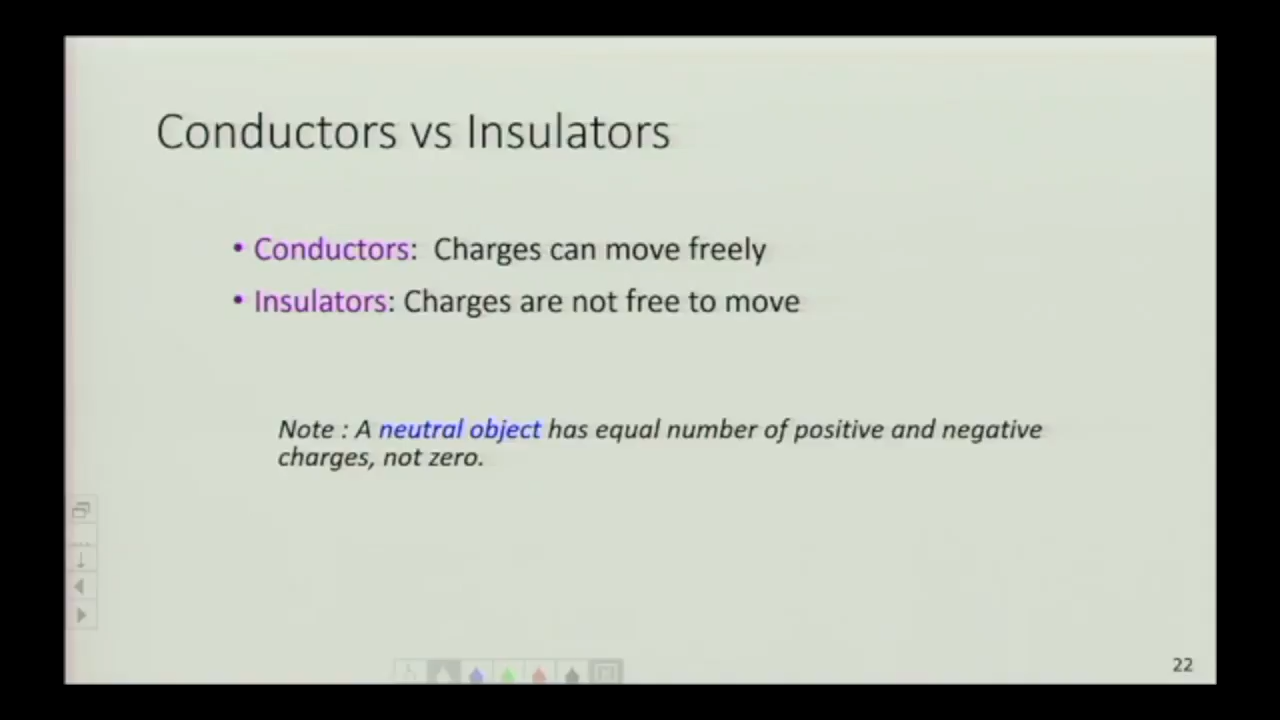 Conductors vs Insulators
• Conductors: Charges can move freely
• Insulators: Charges are not free to move
Note : A neutral object has equal number of positive and negative
charges, not zero.
22